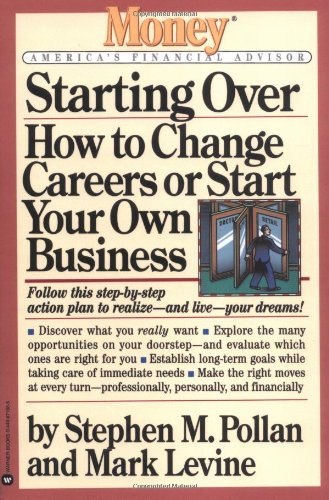 Money®
AMERICA'S FINANCIAL ADVISOR
Starting Over
How to Change
Careers or Start
Your Own
Business
Follow this step-by-step
action plan to realize—and live—your dreams!
■ Discover what you really want ■ Explore the many
opportunities on your doorstep—and evaluate which
ones are right for you ■ Establish long-term goals while
taking care of immediate needs ■ Make the right moves
at every turn—professionally, personally, and financially
by Stephen M. Pollan
and Mark Levine